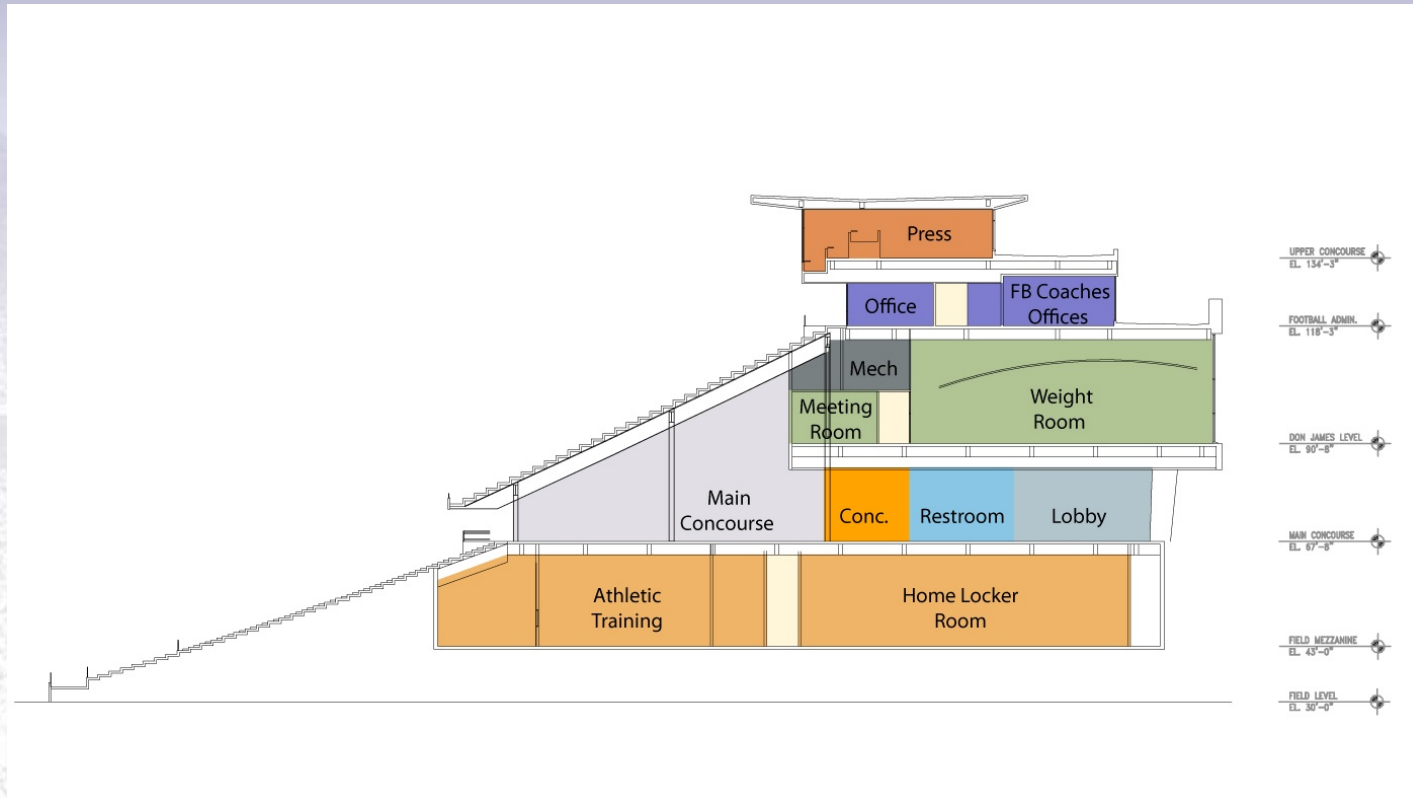 Press
UPPER CONCOURSE
EL. 134'-3"
Office
FB Coaches
Offices
FOOTBALL ADMIN.
EL. 118'-3"
Mech
Meeting
Room
Weight
Room
DON JAMES LEVEL
EL. 90'-8"
Main
Concourse
Conc.
Restroom
Lobby
MAIN CONCOURSE
EL. 67'-8"
Athletic
Training
Home Locker
Room
FIELD MEZZANINE
EL. 43'-0"
FIELD LEVEL
EL. 30'-0"